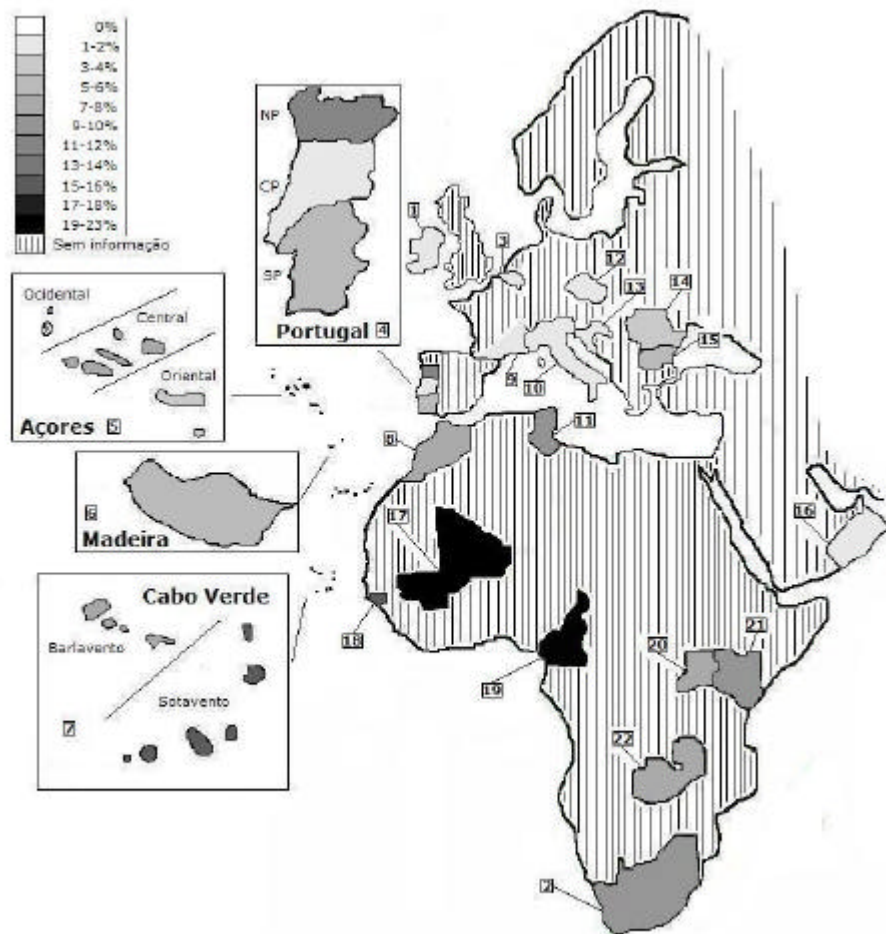 0%
1-2%
3-4%
5-6%
7-8%
9-10%
11-12%
13-14%
15-16%
17-18%
19-23%
Sem informação
NP
CP
SP
Portugal 4
Ocidental
Central
Oriental
Açores 5
6
Madeira
Cabo Verde
Barlavento
Sotavento
7
1
3
12
13
14
15
9
10
8
11
16
17
18
19
20
21
22
2